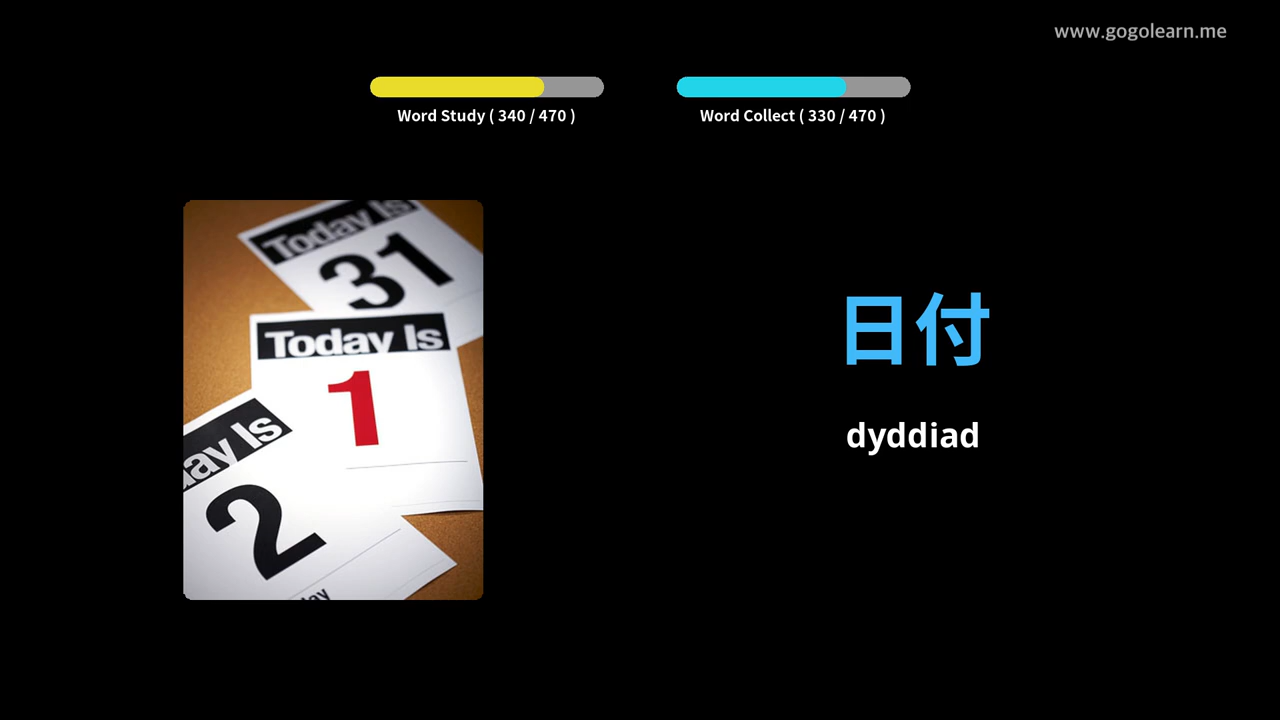 www.gogolearn.me
Word Study ( 340 / 470 )
Word Collect ( 330 / 470 )
Today Is
31
Today Is
1
ay Is
2
ay
日付
dyddiad